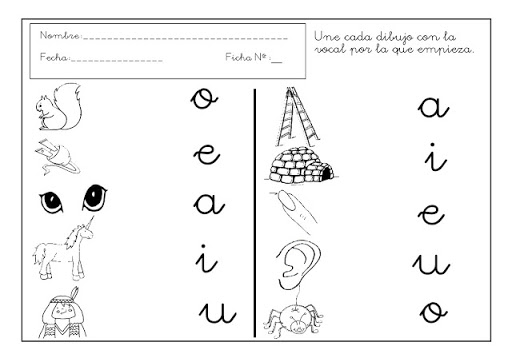 Nombre:
Fecha: Ficha Nº:
Une cada dibujo con la
vocal por la que empieza.
o
e
a
i
u
a
i
e
u
o